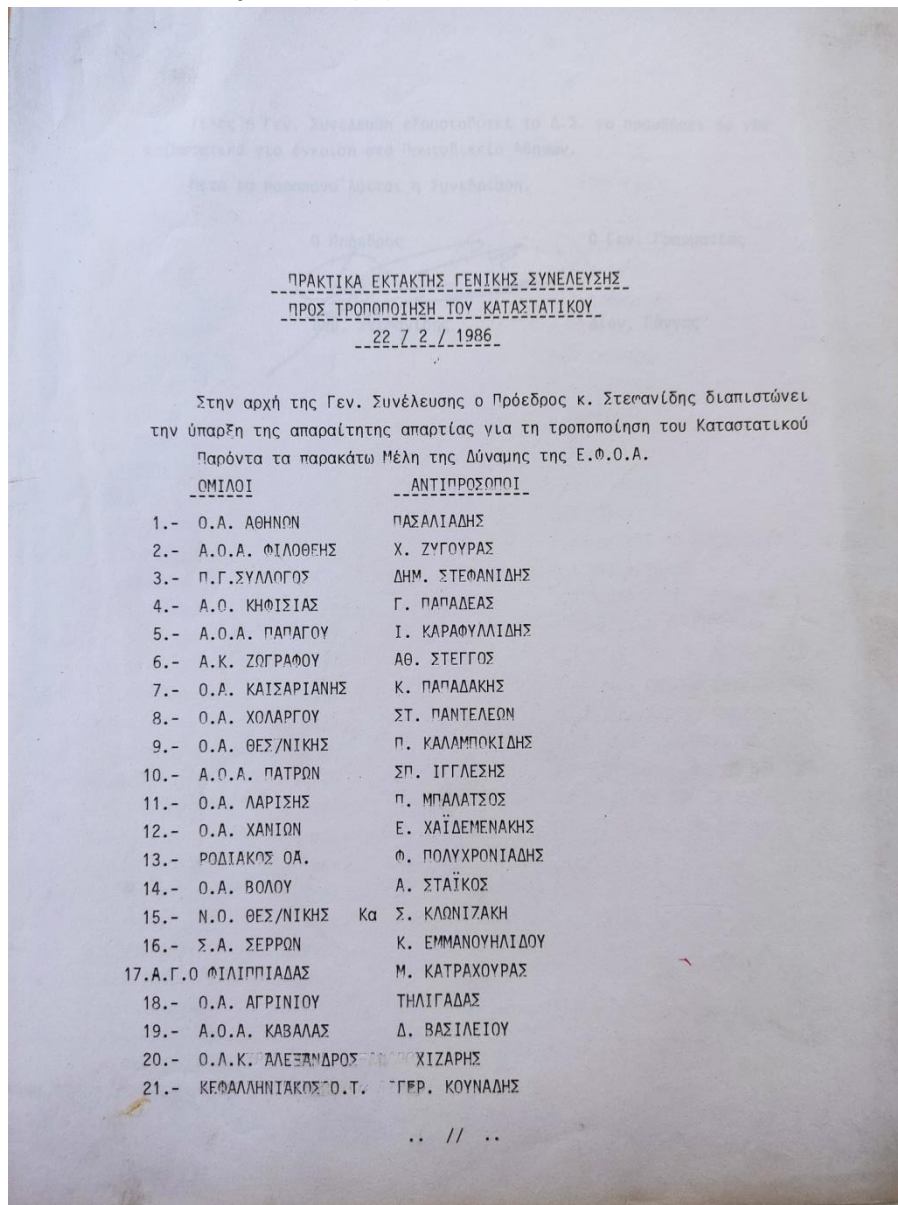 ΠΡΑΚΤΙΚΑ ΕΚΤΑΚΤΗΣ ΓΕΝΙΚΗΣ ΣΥΝΕΛΕΥΣΗΣ
ΠΡΟΣ ΤΡΟΠΟΠΟΙΗΣΗ ΤΟΥ ΚΑΤΑΣΤΑΤΙΚΟΥ
22 / 2 / 1986
Στην αρχή της Γεν. Συνέλευσης ο Πρόεδρος κ. Στεφανίδης διαπιστώνει
την ύπαρξη της απαραίτητης απαρτίας για τη τροποποίηση του Καταστατικού
Παρόντα τα παρακάτω Μέλη της Δύναμης της Ε.Φ.Ο.Α.
ΟΜΙΛΟΙ ΑΝΤΙΠΡΟΣΟΠΟΙ
1.- Ο.Α. ΑΘΗΝΩΝ ΠΑΣΑΛΙΑΔΗΣ
2.- Α.Ο.Α. ΦΙΛΟΘΕΗΣ Χ. ΖΥΓΟΥΡΑΣ
3.- Π.Γ.ΣΥΛΛΟΓΟΣ ΔΗΜ. ΣΤΕΦΑΝΙΔΗΣ
4.- Α.Ο. ΚΗΦΙΣΙΑΣ Γ. ΠΑΠΑΔΕΑΣ
5.- Α.Ο.Α. ΠΑΠΑΓΟΥ Ι. ΚΑΡΑΦΥΛΛΙΔΗΣ
6.- Α.Κ. ΖΩΓΡΑΦΟΥ ΑΘ. ΣΤΕΓΓΟΣ
7.- Ο.Α. ΚΑΙΣΑΡΙΑΝΗΣ Κ. ΠΑΠΑΔΑΚΗΣ
8.- Ο.Α. ΧΟΛΑΡΓΟΥ ΣΤ. ΠΑΝΤΕΛΕΩΝ
9.- Ο.Α. ΘΕΣ/ΝΙΚΗΣ Π. ΚΑΛΑΜΠΟΚΙΔΗΣ
10.- Α.Ο.Α. ΠΑΤΡΩΝ ΣΠ. ΙΓΓΛΕΣΗΣ
11.- Ο.Α. ΛΑΡΙΣΗΣ Π. ΜΠΑΛΑΤΣΟΣ
12.- Ο.Α. ΧΑΝΙΩΝ Ε. ΧΑΪΔΕΜΕΝΑΚΗΣ
13.- ΡΟΔΙΑΚΟΣ ΟΑ. Φ. ΠΟΛΥΧΡΟΝΙΑΔΗΣ
14.- Ο.Α. ΒΟΛΟΥ Α. ΣΤΑΪΚΟΣ
15.- Ν.Ο. ΘΕΣ/ΝΙΚΗΣ Κα Σ. ΚΛΩΝΙΖΑΚΗ
16.- Σ.Α. ΣΕΡΡΩΝ Κ. ΕΜΜΑΝΟΥΗΛΙΔΟΥ
17.Α.Γ.Ο ΦΙΛΙΠΠΙΑΔΑΣ Μ. ΚΑΤΡΑΧΟΥΡΑΣ
18.- Ο.Α. ΑΓΡΙΝΙΟΥ ΤΗΛΙΓΑΔΑΣ
19.- Α.Ο.Α. ΚΑΒΑΛΑΣ Δ. ΒΑΣΙΛΕΙΟΥ
20.- Ο.Α.Κ. ΑΛΕΞΑΝΔΡΟΣ ΧΙΖΑΡΗΣ
21.- ΚΕΦΑΛΛΗΝΙΑΚΟΣ Ο.Τ. ΓΕΡ. ΚΟΥΝΑΔΗΣ
.. // ..